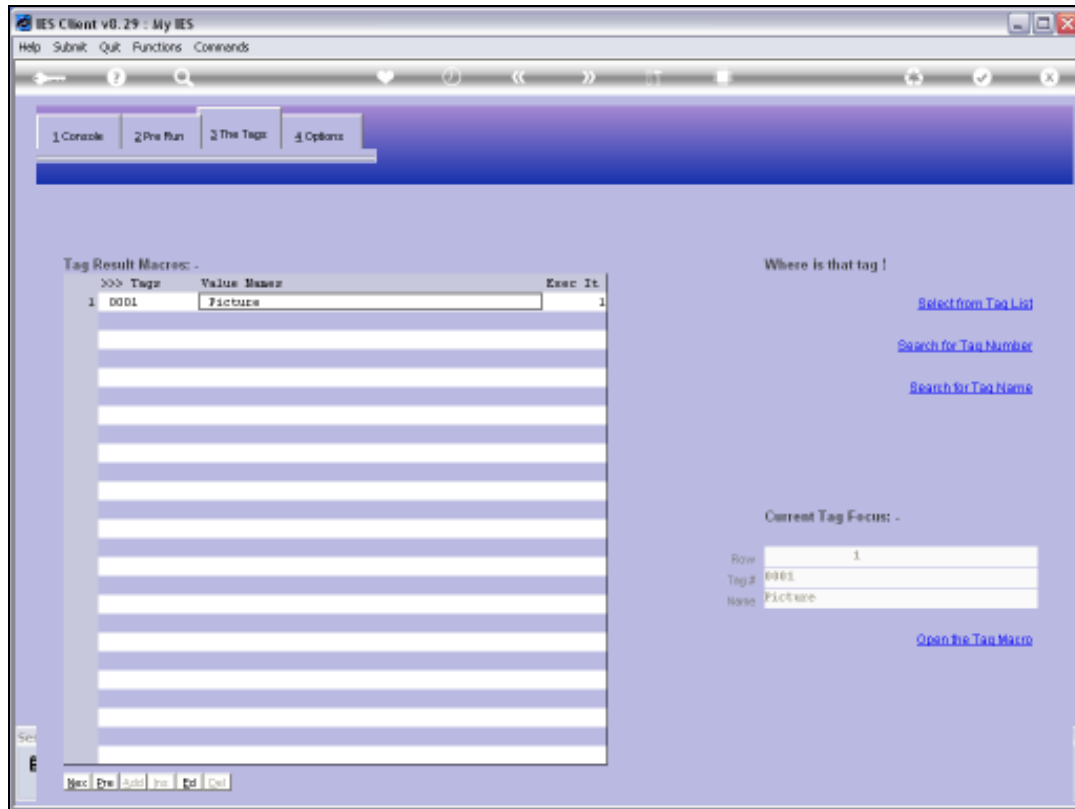 IES Client v8.29 : My IES
Help Submit Quit Functions Commands
1 Console 2 Pre Run 3 The Tags 4 Options
Tag Result Macros: -
>>> Tags Value Names Exec It
1 0001 Picture 1
Where is that tag !
Select from Tag List
Search for Tag Number
Search for Tag Name
Current Tag Focus: -
Row 1
Tag # 0001
Name Picture
Open the Tag Macro
Nex Pre Add Ins Ed Del